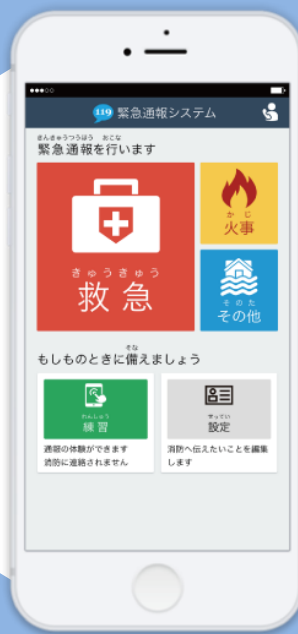 119 緊急通報システム
きんきゅうつうほう おこな
緊急通報を行います
きゅうきゅう
救急
かじ
火事
そのた
その他
そな
もしものときに備えましょう
れんしゅう
練習
通報の体験ができます
消防に連絡されません
せってい
設定
消防へ伝えたいことを編集
します